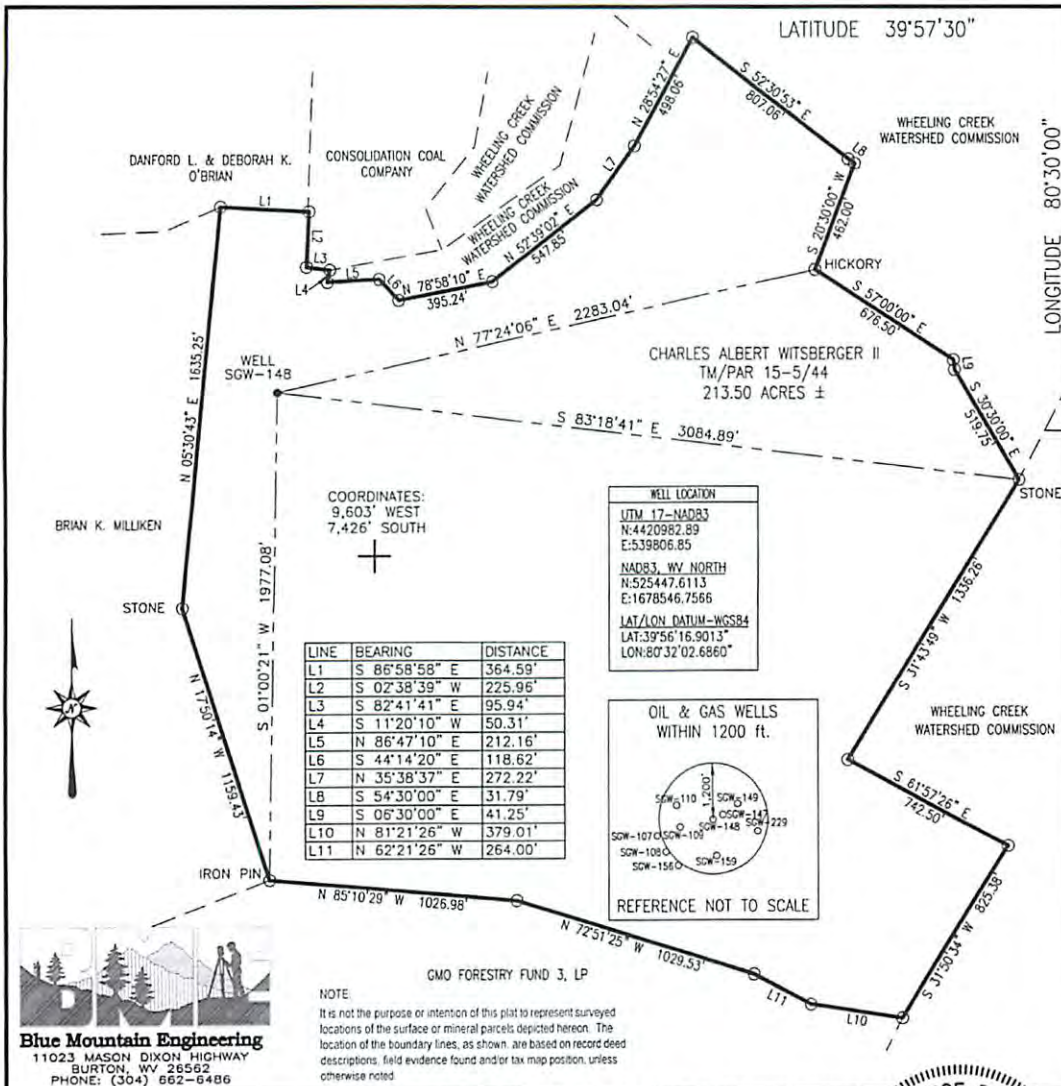 LATITUDE 39°57'30"
LONGITUDE 80°30'00"
S 52°30'53" E
807.06'
N 28°54'27" E
498.06'
L8
WHEELING CREEK
WATERSHED COMMISSION
DANFORD L. & DEBORAH K.
O'BRIAN
CONSOLIDATION COAL
COMPANY
WHEELING CREEK
WATERSHED COMMISSION
WHEELING CREEK
WATERSHED COMMISSION
L7
L1
L2
L3
L4
L5
L6
N 78°58'10" E
395.24'
N 52°39'02" E
547.85'
S 20°30'00" W
462.00'
HICKORY
S 57°00'00" E
676.50'
N 77°24'06" E 2283.04'
WELL
SGW-148
CHARLES ALBERT WITSBERGER II
TM/PAR 15-5/44
213.50 ACRES ±
L9
S 30°30'00" E
519.75'
S 83°18'41" E 3084.89'
STONE
N 05°30'43" E 1635.25'
COORDINATES:
9,603' WEST
7,426' SOUTH
BRIAN K. MILLIKEN
S 01°00'21" W 1977.08'
WELL LOCATION
UTM 17-NAD83
N:4420982.89
E:539806.85
NAD83, WV NORTH
N:525447.6113
E:1678546.7566
LAT/LON DATUM-WGS84
LAT:39°56'16.9013"
LON:80°32'02.6860"
S 31°43'49" W 1336.26'
STONE
N 17°50'14" W 1159.43'
N
LINE BEARING DISTANCE
L1 S 86°58'58" E 364.59'
L2 S 02°38'39" W 225.96'
L3 S 82°41'41" E 95.94'
L4 S 11°20'10" W 50.31'
L5 N 86°47'10" E 212.16'
L6 S 44°14'20" E 118.62'
L7 N 35°38'37" E 272.22'
L8 S 54°30'00" E 31.79'
L9 S 06°30'00" E 41.25'
L10 N 81°21'26" W 379.01'
L11 N 62°21'26" W 264.00'
OIL & GAS WELLS
WITHIN 1200 ft.
1,200'
SGW-110
SGW-149
SGW-147
SGW-148
SGW-229
SGW-107
SGW-109
SGW-108
SGW-156
SGW-159
REFERENCE NOT TO SCALE
WHEELING CREEK
WATERSHED COMMISSION
S 61°57'26" E
742.50'
S 31°50'34" W 825.38'
IRON PIN
N 85°10'29" W 1026.98'
N 72°51'25" W 1029.53'
L11
L10
GMO FORESTRY FUND 3, LP
BME
Blue Mountain Engineering
11023 MASON DIXON HIGHWAY
BURTON, WV 26562
PHONE: (304) 662-6486
NOTE:
It is not the purpose or intention of this plat to represent surveyed
locations of the surface or mineral parcels depicted hereon. The
location of the boundary lines, as shown, are based on record deed
descriptions, field evidence found and/or tax map position, unless
otherwise noted.